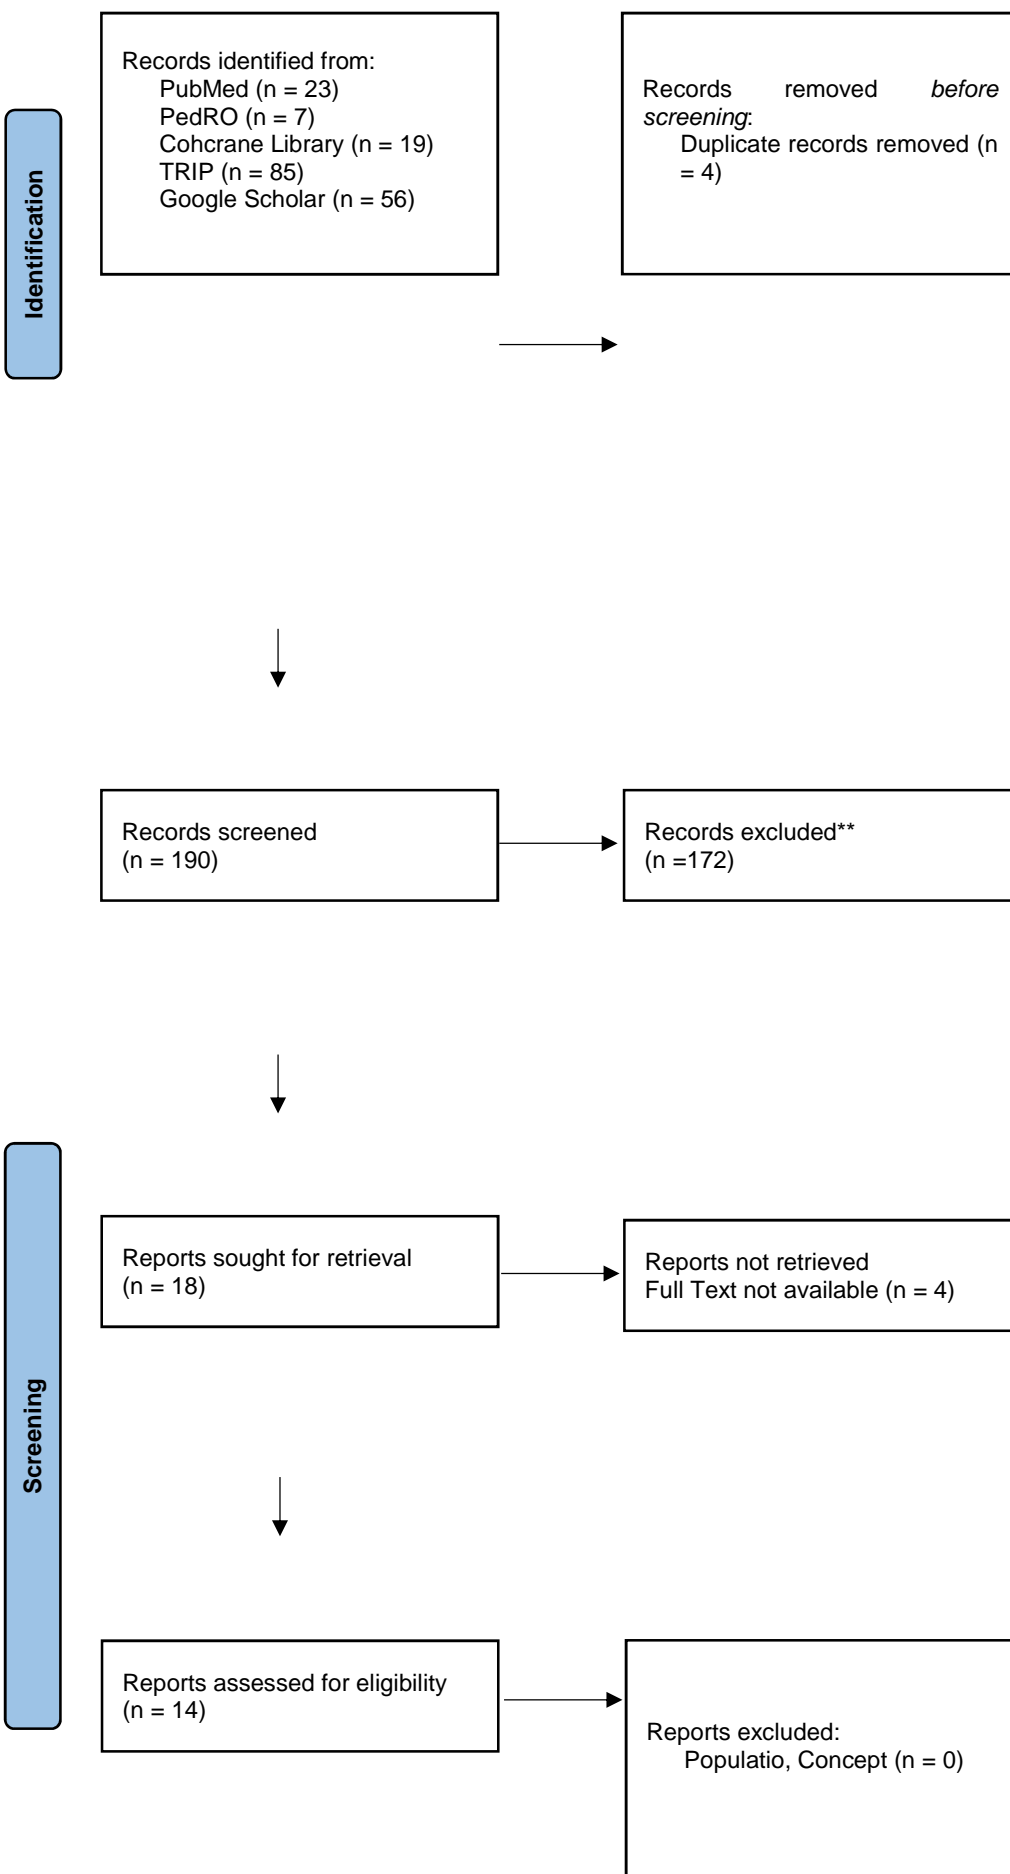 Identification
Records identified from:
PubMed (n = 23)
PedRO (n = 7)
Cohcrane Library (n = 19)
TRIP (n = 85)
Google Scholar (n = 56)
Records removed before
screening:
Duplicate records removed (n
= 4)
Records screened
(n = 190)
Records excluded**
(n =172)
Screening
Reports sought for retrieval
(n = 18)
Reports not retrieved
Full Text not available (n = 4)
Reports assessed for eligibility
(n = 14)
Reports excluded:
Populatio, Concept (n = 0)